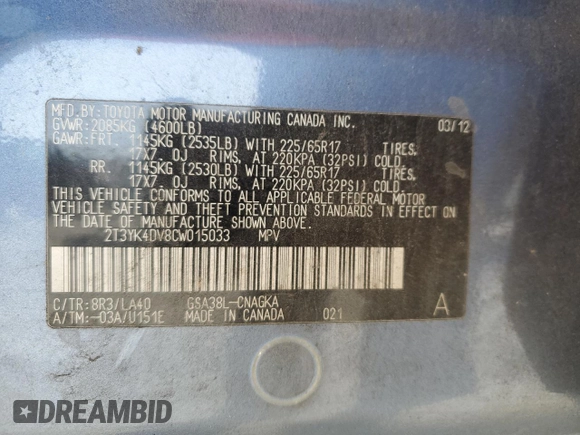 MFD.BY:TOYOTA MOTOR MANUFACTURING CANADA INC. 03/12
GVWR:2085KG (4600LB)
GAWR:FRT. 1145KG (2535LB) WITH 225/65R17 TIRES.
17X7. 0J RIMS, AT 220KPA (32PSI) COLD.
RR. 1145KG (2530LB) WITH 225/65R17 TIRES.
17X7. 0J RIMS, AT 220KPA (32PSI) COLD.
THIS VEHICLE CONFORMS TO ALL APPLICABLE FEDERAL MOTOR
VEHICLE SAFETY AND THEFT PREVENTION STANDARDS IN EFFECT ON
THE DATE OF MANUFACTURE SHOWN ABOVE.
2T3YK4DV8CW015033 MPV
C/TR:8R3/LA40 GSA38L-CNAGKA A
A/TM:-03A/U151E MADE IN CANADA 021
DREAMBID